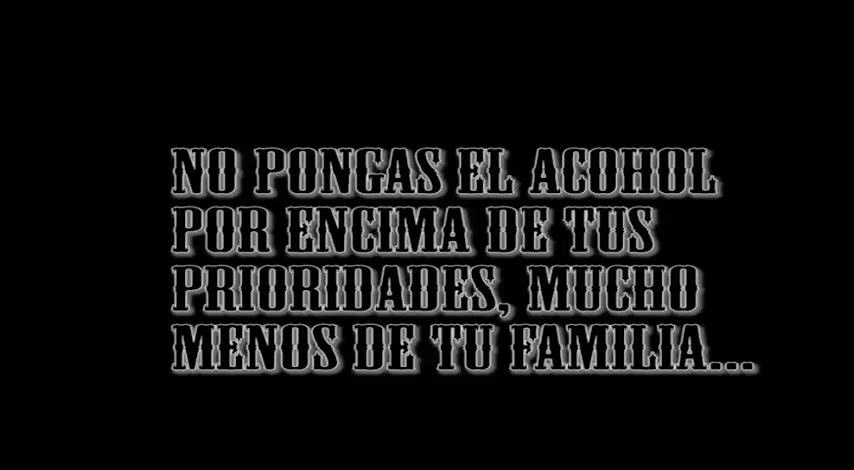 NO PONGAS EL ACOHOL
POR ENCIMA DE TUS
PRIORIDADES, MUCHO
MENOS DE TU FAMILIA...